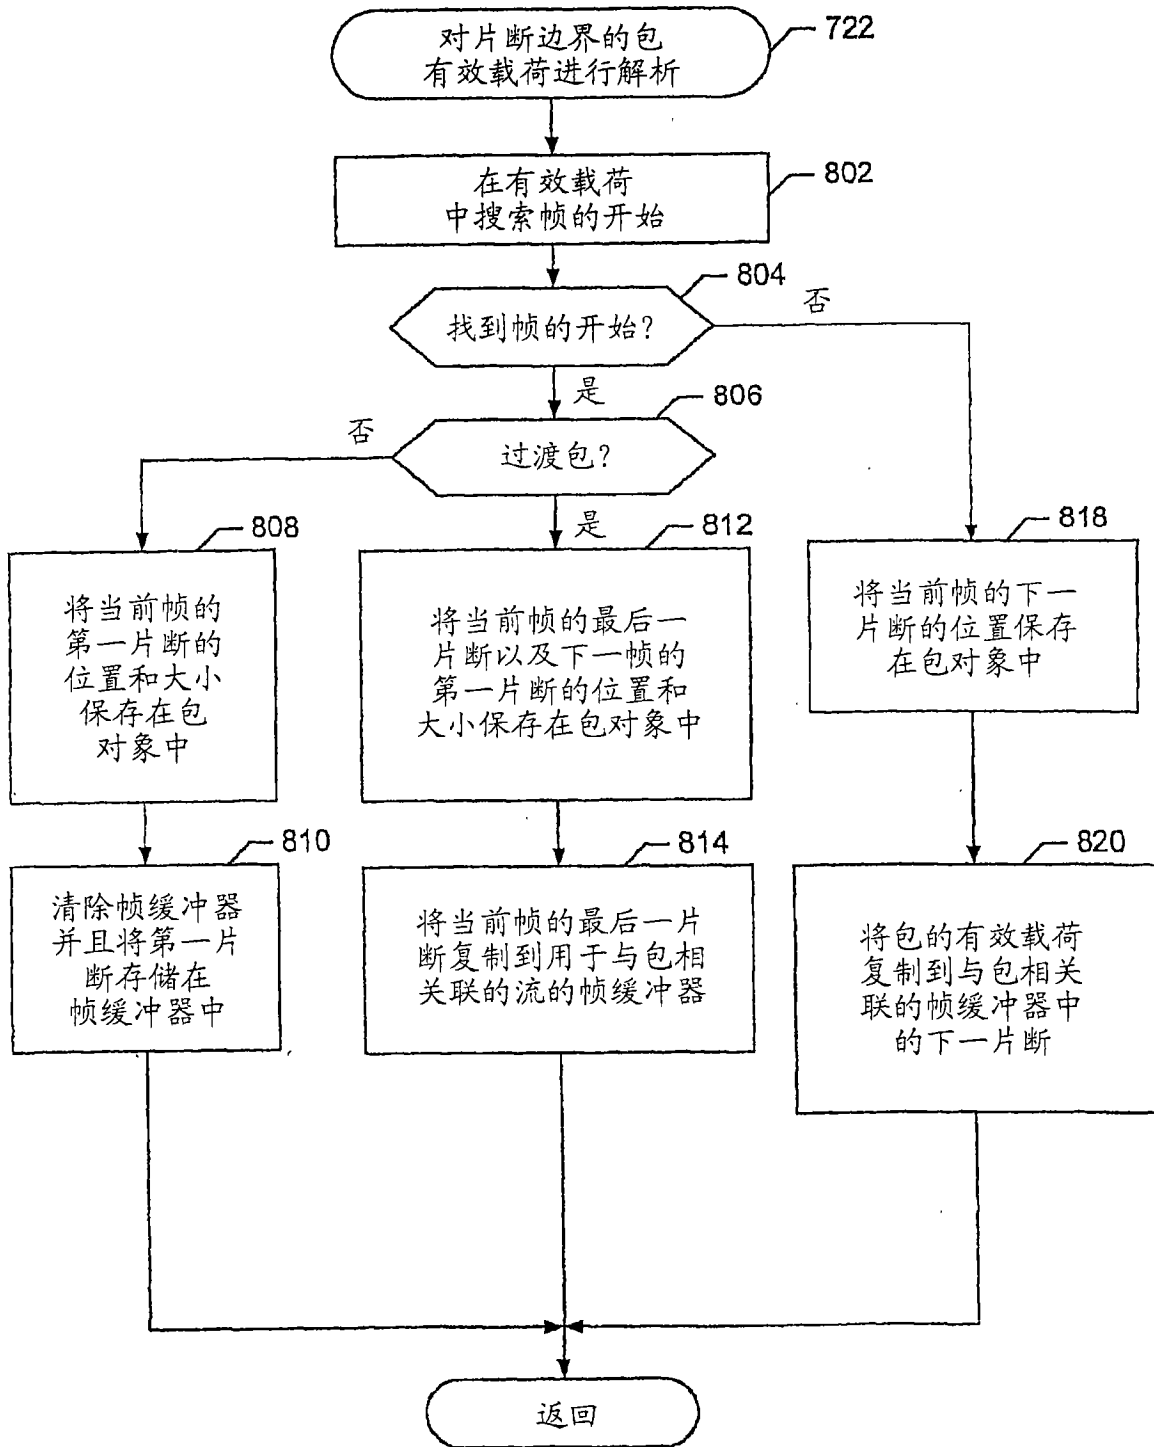 对片断边界的包
有效载荷进行解析
722
在有效载荷
中搜索帧的开始
802
找到帧的开始?
804
否
是
过渡包?
806
否
是
将当前帧的
第一片断的
位置和大小
保存在包
对象中
808
将当前帧的最后一
片断以及下一帧的
第一片断的位置和
大小保存在包对象中
812
将当前帧的下一
片断的位置保存
在包对象中
818
清除帧缓冲器
并且将第一片
断存储在
帧缓冲器中
810
将当前帧的最后一片
断复制到用于与包相
关联的流的帧缓冲器
814
将包的有效载荷
复制到与包相关
联的帧缓冲器中
的下一片断
820
返回